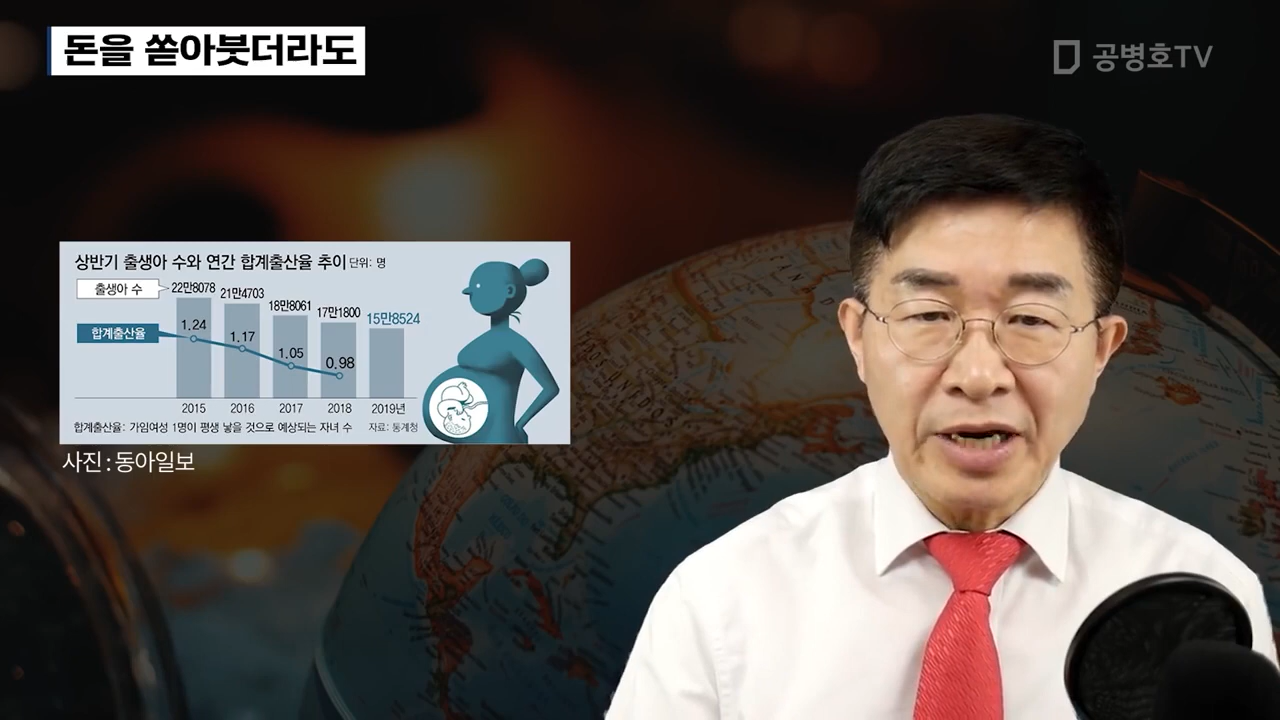 돈을 쏟아붓더라도
공병호TV
상반기 출생아 수와 연간 합계출산율 추이 단위: 명
출생아 수
22만8078
21만4703
18만8061
17만1800
15만8524
합계출산율
1.24
1.17
1.05
0.98
2015 2016 2017 2018 2019년
합계출산율: 가임여성 1명이 평생 낳을 것으로 예상되는 자녀 수 자료: 통계청
사진 : 동아일보